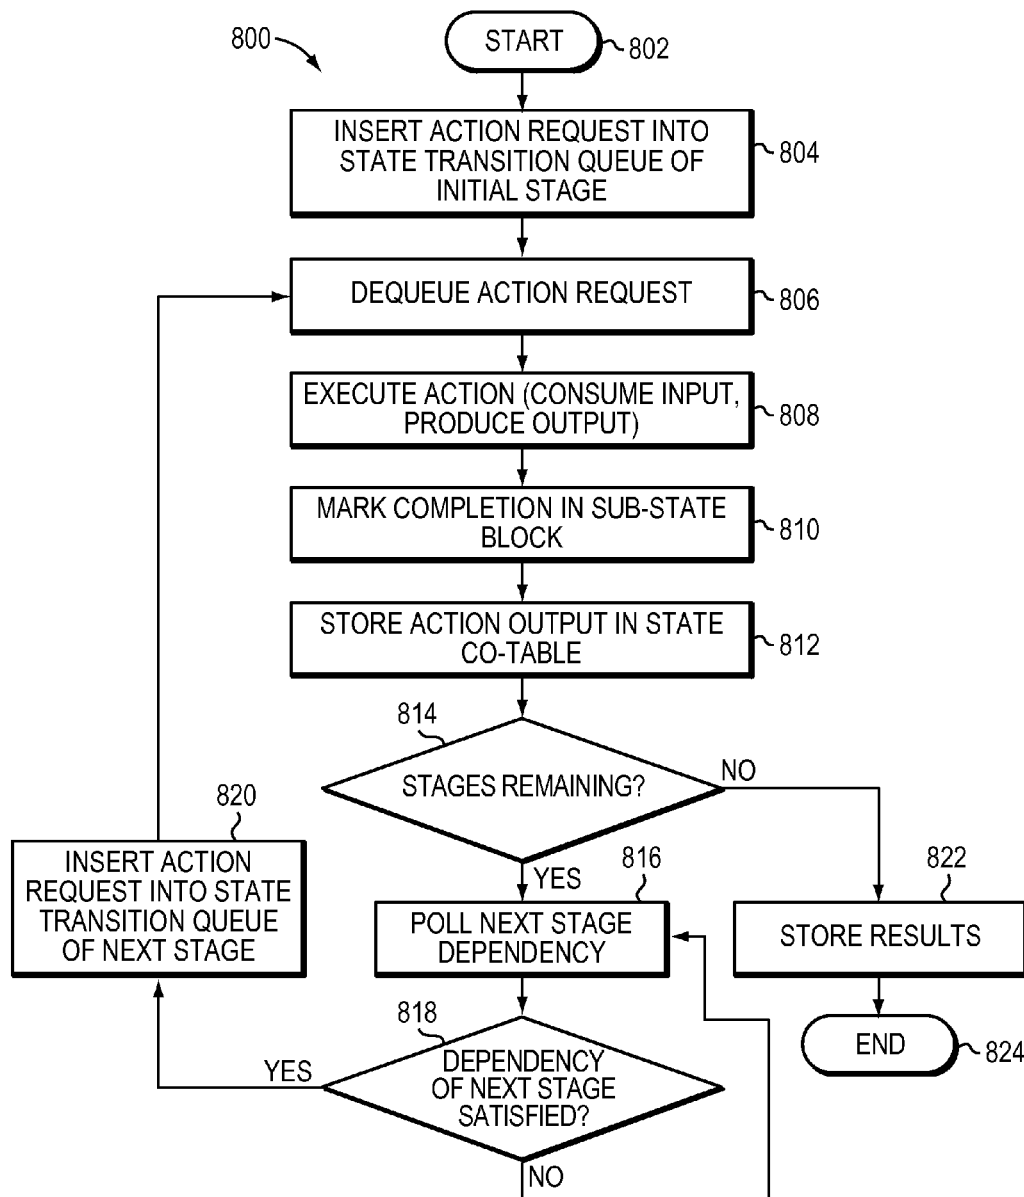 800
START
802
INSERT ACTION REQUEST INTO
STATE TRANSITION QUEUE OF
INITIAL STAGE
804
DEQUEUE ACTION REQUEST
806
EXECUTE ACTION (CONSUME INPUT,
PRODUCE OUTPUT)
808
MARK COMPLETION IN SUB-STATE
BLOCK
810
STORE ACTION OUTPUT IN STATE
CO-TABLE
812
814
STAGES REMAINING?
NO
YES
820
INSERT ACTION
REQUEST INTO STATE
TRANSITION QUEUE
OF NEXT STAGE
816
POLL NEXT STAGE
DEPENDENCY
822
STORE RESULTS
818
DEPENDENCY
OF NEXT STAGE
SATISFIED?
YES
NO
END
824